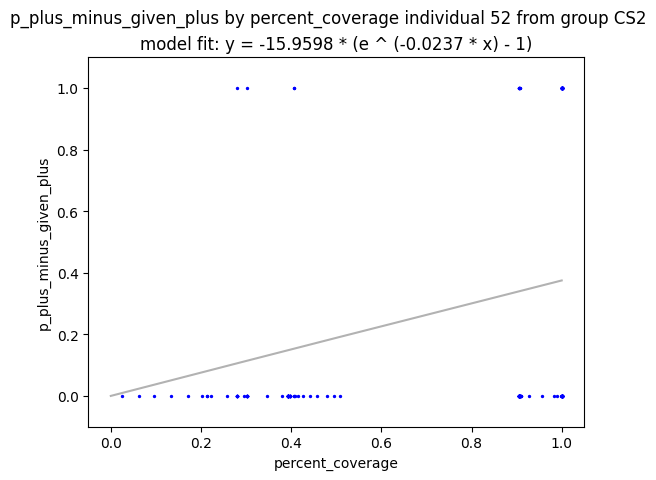 p_plus_minus_given_plus by percent_coverage individual 52 from group CS2
model fit: y = -15.9598 * (e ^ (-0.0237 * x) - 1)
1.0
0.8
0.6
0.4
0.2
0.0
p_plus_minus_given_plus
0.0 0.2 0.4 0.6 0.8 1.0
percent_coverage